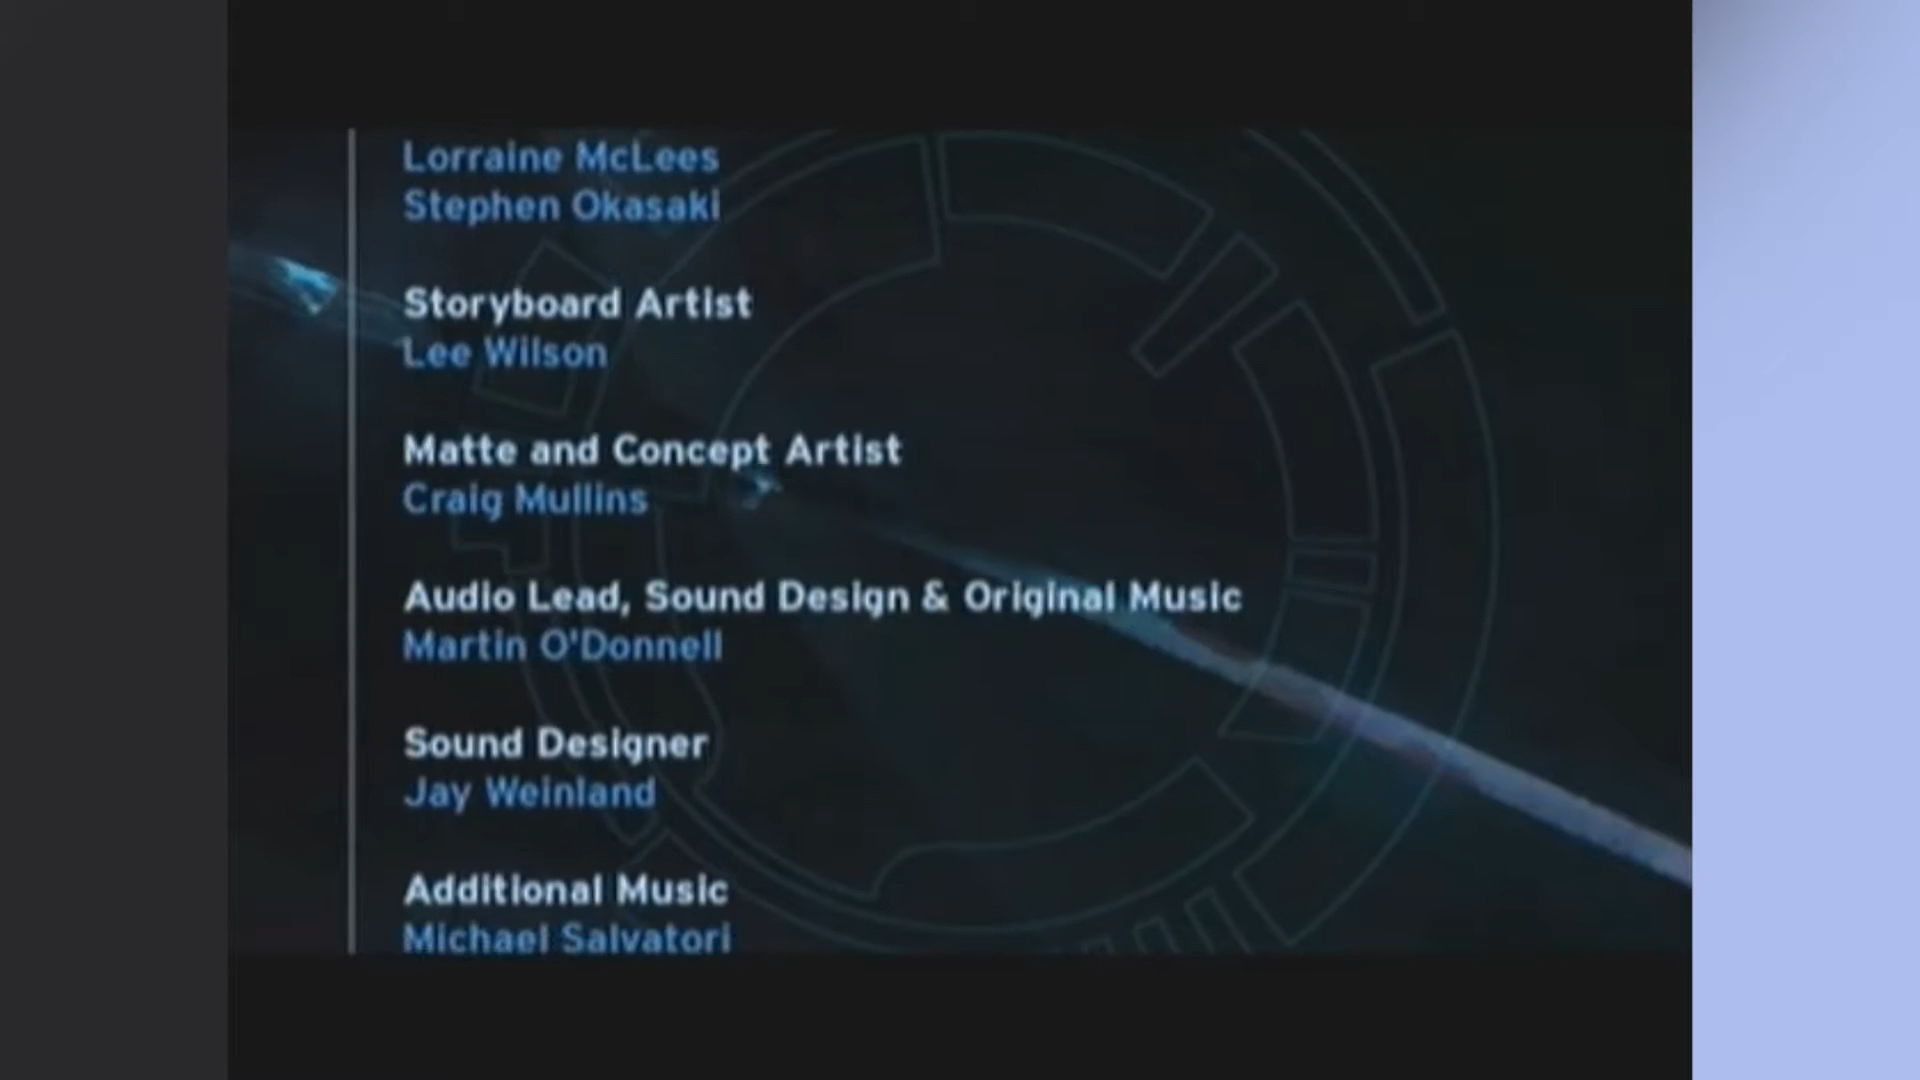 Lorraine McLees
Stephen Okasaki
Storyboard Artist
Lee Wilson
Matte and Concept Artist
Craig Mullins
Audio Lead, Sound Design & Original Music
Martin O'Donnell
Sound Designer
Jay Weinland
Additional Music
Michael Salvatori